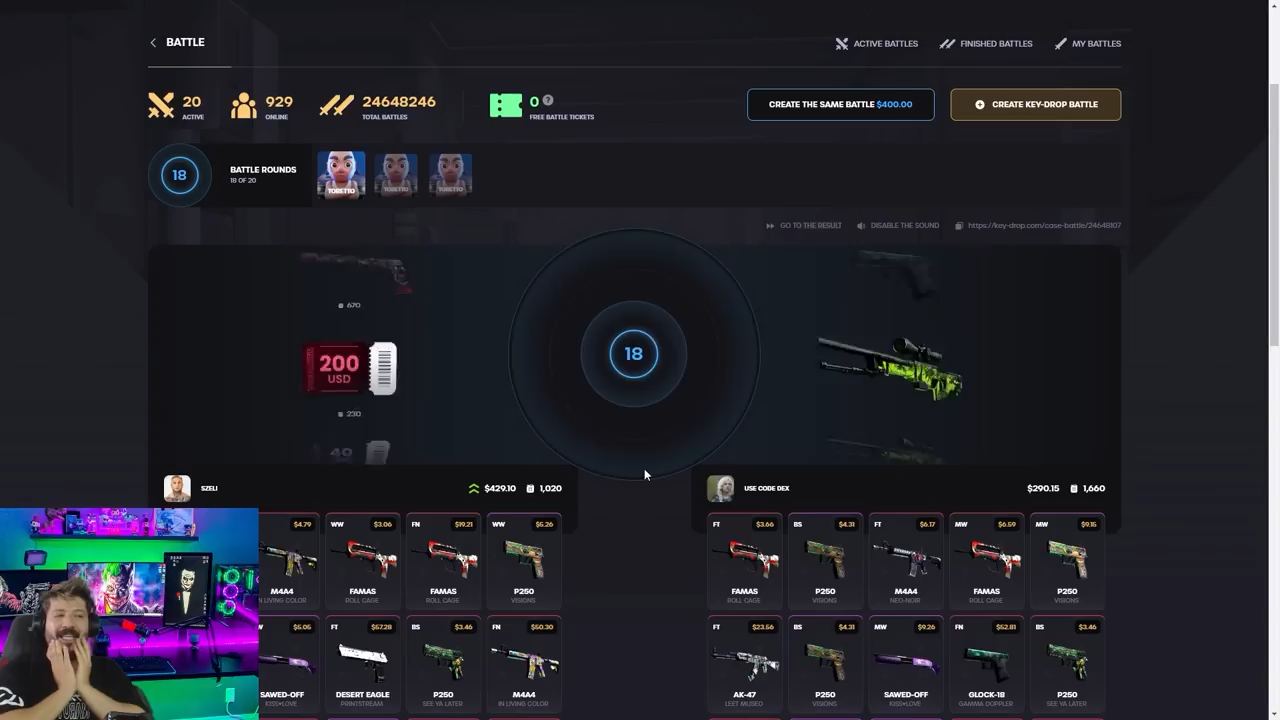 BATTLE
ACTIVE BATTLES
FINISHED BATTLES
MY BATTLES
20
ACTIVE
929
ONLINE
24648246
TOTAL BATTLES
0
FREE BATTLE TICKETS
CREATE THE SAME BATTLE $400.00
CREATE KEY-DROP BATTLE
18
BATTLE ROUNDS
18 OF 20
TORETTO
TORETTO
TORETTO
GO TO THE RESULT
DISABLE THE SOUND
https://key-drop.com/case-battle/24648107
670
200
USD
230
18
SZELI
$429.10
1,020
USE CODE DEX
$290.15
1,660
$4.79
WW $3.06
FN $19.21
WW $5.26
FT $3.66
BS $4.31
FT $6.17
MW $6.59
MW $9.15
M4A4
FAMAS
FAMAS
P250
FAMAS
P250
M4A4
FAMAS
P250
IN LIVING COLOR
ROLL CAGE
ROLL CAGE
VISIONS
ROLL CAGE
VISIONS
NEO-NOIR
ROLL CAGE
VISIONS
$5.05
FT $57.28
BS $3.46
FN $50.30
FT $23.56
BS $4.31
MW $9.26
FN $52.81
BS $3.46
SAWED-OFF
DESERT EAGLE
P250
M4A4
AK-47
P250
SAWED-OFF
GLOCK-18
P250
KISS♥LOVE
PRINTSTREAM
SEE YA LATER
IN LIVING COLOR
LEET MUSEO
VISIONS
KISS♥LOVE
GAMMA DOPPLER
SEE YA LATER